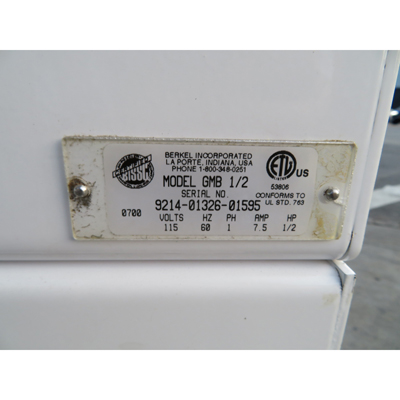 BERKEL INCORPORATED
LA PORTE, INDIANA, USA
PHONE 1-800-348-0251
MODEL GMB 1/2
SERIAL NO
9214-01326-01595
BISSC
ETL US
53806
CONFORMS TO
UL STD. 763
0700
VOLTS HZ PH AMP HP
115 60 1 7.5 1/2